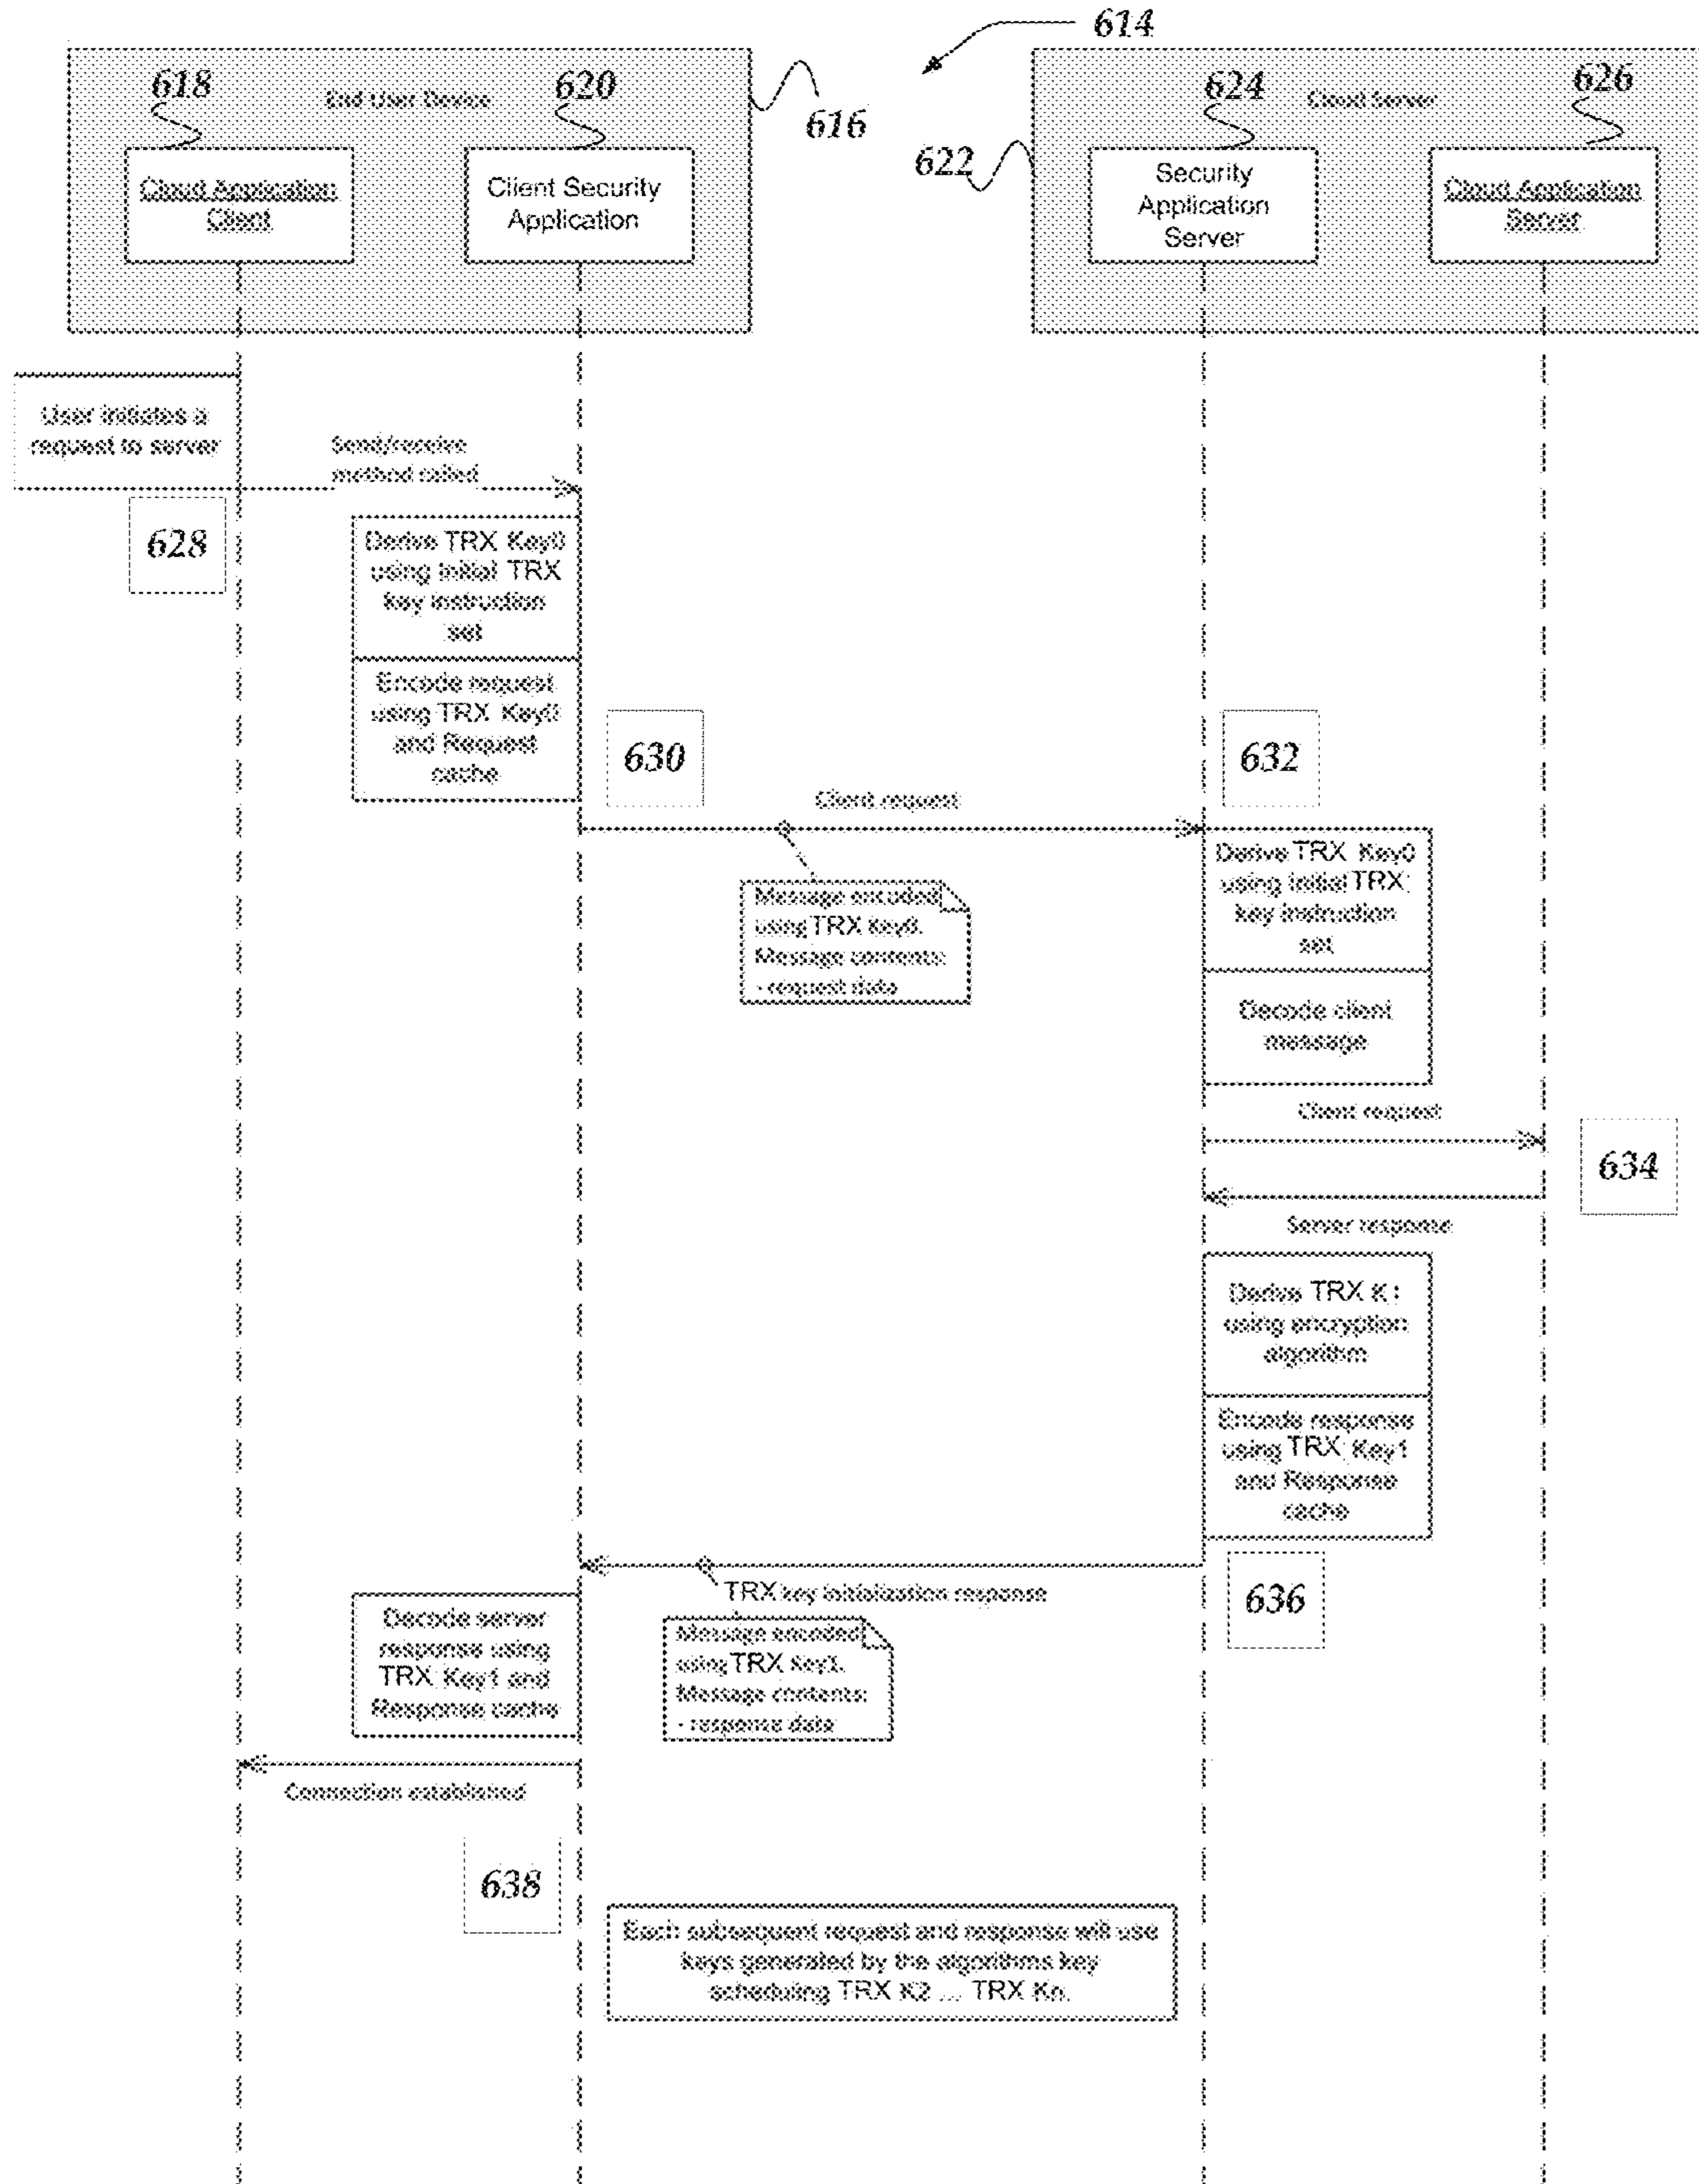 614
618
End User Device
620
616
624
Cloud Server
626
622
Cloud Application
Client
Client Security
Application
Security
Application
Server
Cloud Application
Server
User initiates a
request to server
Send/receive
method called
628
Derive TRX Key0
using initial TRX
key instruction
set
Encode request
using TRX Key0
and Request
cache
630
632
Client request
Message encoded
using TRX Key0.
Message contents:
- request data
Derive TRX Key0
using initial TRX
key instruction
set
Decode client
message
Client request
634
Server response
Derive TRX K1
using encryption
algorithm
Encode response
using TRX Key1
and Response
cache
636
TRX key initialization response
Decode server
response using
TRX Key1 and
Response cache
Message encoded
using TRX Key1.
Message contents:
- response data
Connection established
638
Each subsequent request and response will use
keys generated by the algorithms key
scheduling TRX K2 ... TRX Kn.